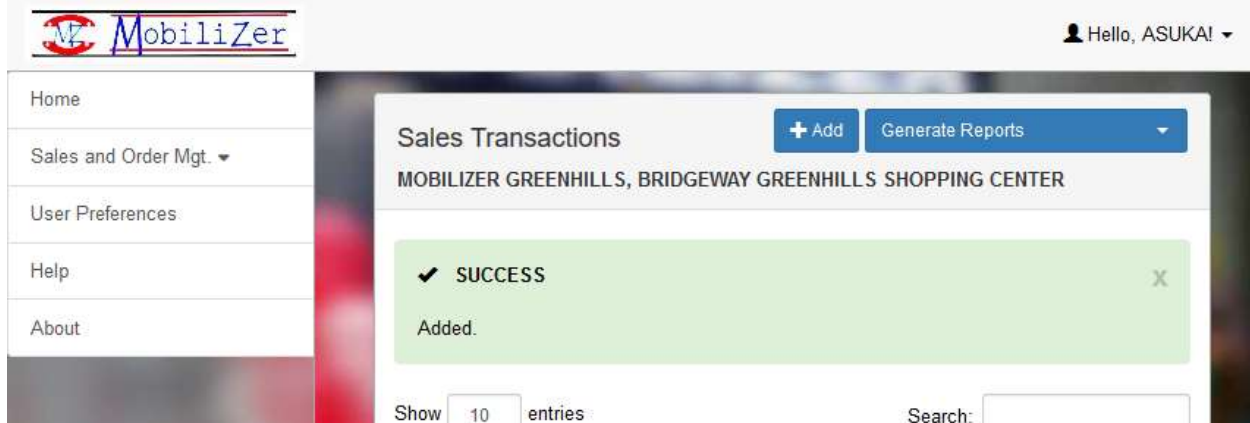 MZ MobiliZer
Hello, ASUKA!
Home
Sales and Order Mgt.
User Preferences
Help
About
Sales Transactions
Add
Generate Reports
MOBILIZER GREENHILLS, BRIDGEWAY GREENHILLS SHOPPING CENTER
SUCCESS
X
Added.
Show 10 entries
Search: